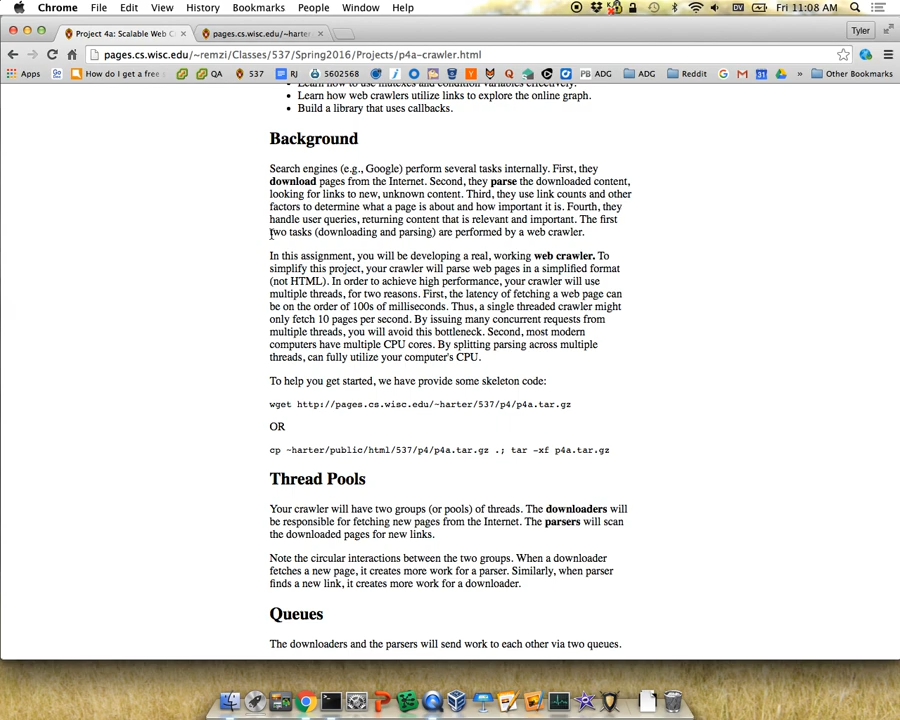 Chrome File Edit View History Bookmarks People Window Help DV Fri 11:08 AM
Project 4a: Scalable Web C × pages.cs.wisc.edu/~harter × Tyler
pages.cs.wisc.edu/~remzi/Classes/537/Spring2016/Projects/p4a-crawler.html
Apps How do I get a free QA 537 RJ 5602568 PB ADG ADG Reddit 31 » Other Bookmarks
• Learn how to use mutexes and condition variables effectively.
• Learn how web crawlers utilize links to explore the online graph.
• Build a library that uses callbacks.
Background
Search engines (e.g., Google) perform several tasks internally. First, they
download pages from the Internet. Second, they parse the downloaded content,
looking for links to new, unknown content. Third, they use link counts and other
factors to determine what a page is about and how important it is. Fourth, they
handle user queries, returning content that is relevant and important. The first
two tasks (downloading and parsing) are performed by a web crawler.
In this assignment, you will be developing a real, working web crawler. To
simplify this project, your crawler will parse web pages in a simplified format
(not HTML). In order to achieve high performance, your crawler will use
multiple threads, for two reasons. First, the latency of fetching a web page can
be on the order of 100s of milliseconds. Thus, a single threaded crawler might
only fetch 10 pages per second. By issuing many concurrent requests from
multiple threads, you will avoid this bottleneck. Second, most modern
computers have multiple CPU cores. By splitting parsing across multiple
threads, can fully utilize your computer's CPU.
To help you get started, we have provide some skeleton code:
wget http://pages.cs.wisc.edu/~harter/537/p4/p4a.tar.gz
OR
cp ~harter/public/html/537/p4/p4a.tar.gz .; tar -xf p4a.tar.gz
Thread Pools
Your crawler will have two groups (or pools) of threads. The downloaders will
be responsible for fetching new pages from the Internet. The parsers will scan
the downloaded pages for new links.
Note the circular interactions between the two groups. When a downloader
fetches a new page, it creates more work for a parser. Similarly, when parser
finds a new link, it creates more work for a downloader.
Queues
The downloaders and the parsers will send work to each other via two queues.